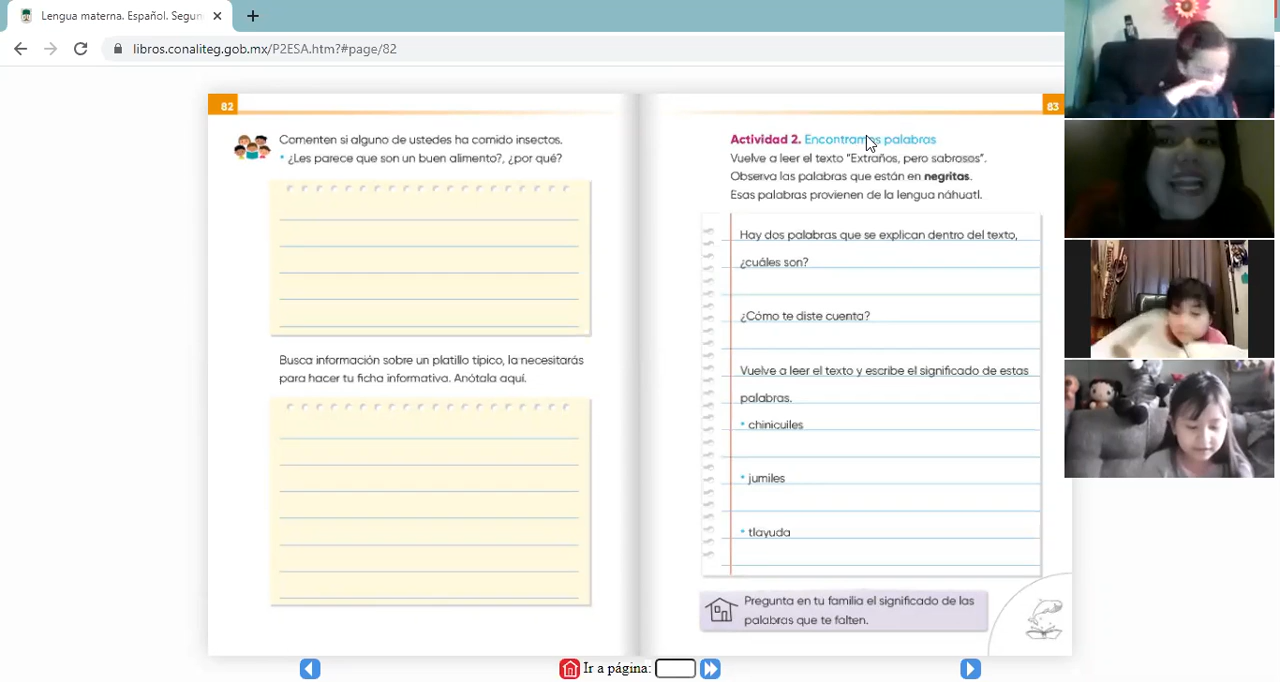 Lengua materna. Español. Segun
libros.conaliteg.gob.mx/P2ESA.htm?#page/82
82
Comenten si alguno de ustedes ha comido insectos.
• ¿Les parece que son un buen alimento?, ¿por qué?
Busca información sobre un platillo típico, la necesitarás
para hacer tu ficha informativa. Anótala aquí.
83
Actividad 2. Encontramos palabras
Vuelve a leer el texto "Extraños, pero sabrosos".
Observa las palabras que están en negritas.
Esas palabras provienen de la lengua náhuatl.
Hay dos palabras que se explican dentro del texto,
¿cuáles son?
¿Cómo te diste cuenta?
Vuelve a leer el texto y escribe el significado de estas
palabras.
• chinicuiles
• jumiles
• tlayuda
Pregunta en tu familia el significado de las
palabras que te falten.
Ir a página: